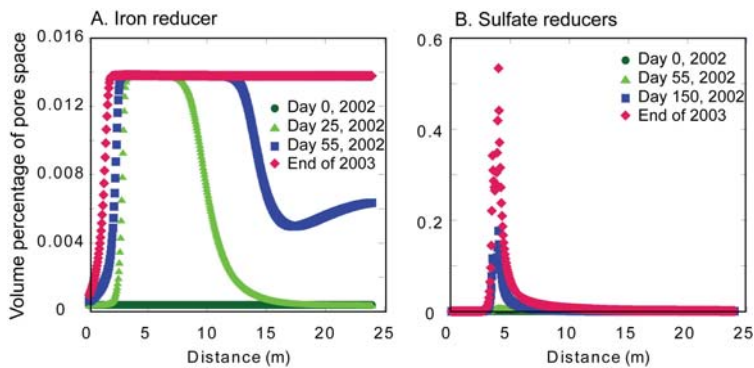 A. Iron reducer
B. Sulfate reducers
Volume percentage of pore space
0.016
0.012
0.008
0.004
0
Day 0, 2002
Day 25, 2002
Day 55, 2002
End of 2003
0 5 10 15 20 25
Distance (m)
0.6
0.4
0.2
0
Day 0, 2002
Day 55, 2002
Day 150, 2002
End of 2003
0 5 10 15 20 25
Distance (m)